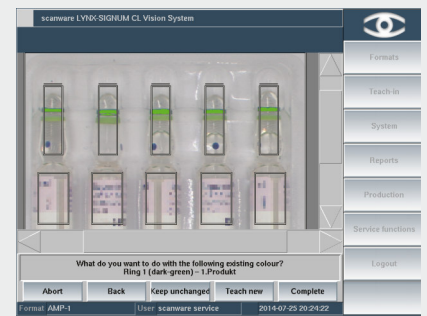 scanware LYNX-SIGNUM CL Vision System
Formats
Teach-in
System
Reports
Production
Service functions
Logout
What do you want to do with the following existing colour?
Ring 1 (dark-green) – 1.Produkt
Abort Back Keep unchanged Teach new Complete
Format AMP-1 User scanware service 2014-07-25 20:24:22